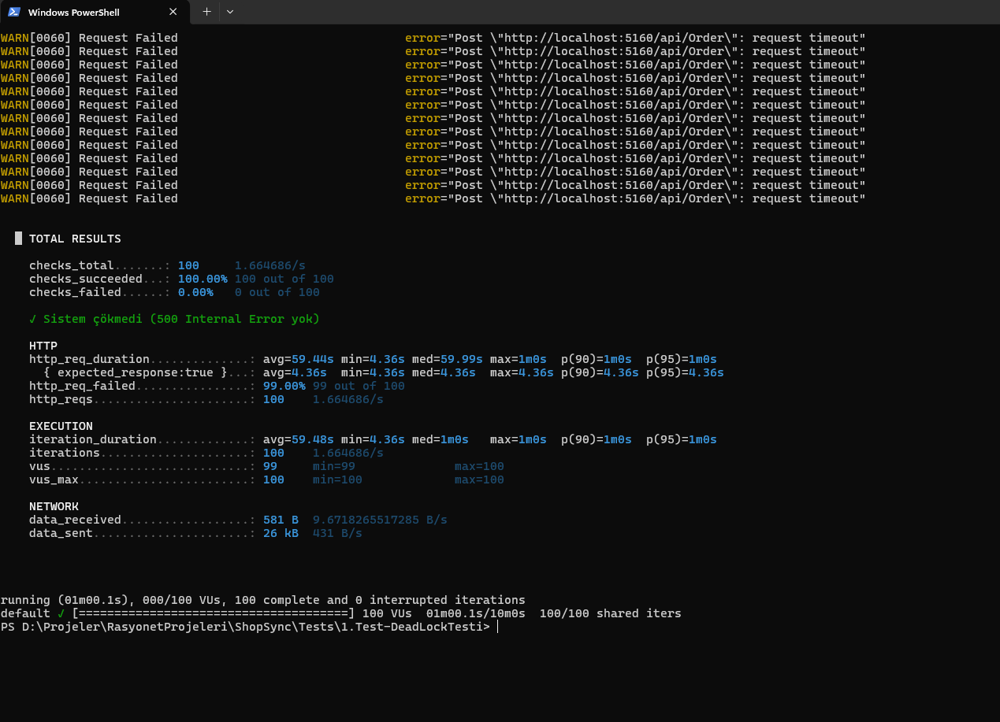 Windows PowerShell
WARN[0060] Request Failed error="Post \"http://localhost:5160/api/Order\": request timeout"
WARN[0060] Request Failed error="Post \"http://localhost:5160/api/Order\": request timeout"
WARN[0060] Request Failed error="Post \"http://localhost:5160/api/Order\": request timeout"
WARN[0060] Request Failed error="Post \"http://localhost:5160/api/Order\": request timeout"
WARN[0060] Request Failed error="Post \"http://localhost:5160/api/Order\": request timeout"
WARN[0060] Request Failed error="Post \"http://localhost:5160/api/Order\": request timeout"
WARN[0060] Request Failed error="Post \"http://localhost:5160/api/Order\": request timeout"
WARN[0060] Request Failed error="Post \"http://localhost:5160/api/Order\": request timeout"
WARN[0060] Request Failed error="Post \"http://localhost:5160/api/Order\": request timeout"
WARN[0060] Request Failed error="Post \"http://localhost:5160/api/Order\": request timeout"
WARN[0060] Request Failed error="Post \"http://localhost:5160/api/Order\": request timeout"
WARN[0060] Request Failed error="Post \"http://localhost:5160/api/Order\": request timeout"
WARN[0060] Request Failed error="Post \"http://localhost:5160/api/Order\": request timeout"
█ TOTAL RESULTS
checks_total.......: 100 1.664686/s
checks_succeeded...: 100.00% 100 out of 100
checks_failed......: 0.00% 0 out of 100
✓ Sistem çökmedi (500 Internal Error yok)
HTTP
http_req_duration..............: avg=59.44s min=4.36s med=59.99s max=1m0s p(90)=1m0s p(95)=1m0s
{ expected_response:true }...: avg=4.36s min=4.36s med=4.36s max=4.36s p(90)=4.36s p(95)=4.36s
http_req_failed................: 99.00% 99 out of 100
http_reqs......................: 100 1.664686/s
EXECUTION
iteration_duration.............: avg=59.48s min=4.36s med=1m0s max=1m0s p(90)=1m0s p(95)=1m0s
iterations.....................: 100 1.664686/s
vus............................: 99 min=99 max=100
vus_max........................: 100 min=100 max=100
NETWORK
data_received..................: 581 B 9.6718265517285 B/s
data_sent......................: 26 kB 431 B/s
running (01m00.1s), 000/100 VUs, 100 complete and 0 interrupted iterations
default ✓ [======================================] 100 VUs 01m00.1s/10m0s 100/100 shared iters
PS D:\Projeler\RasyonetProjeleri\ShopSync\Tests\1.Test-DeadLockTesti>